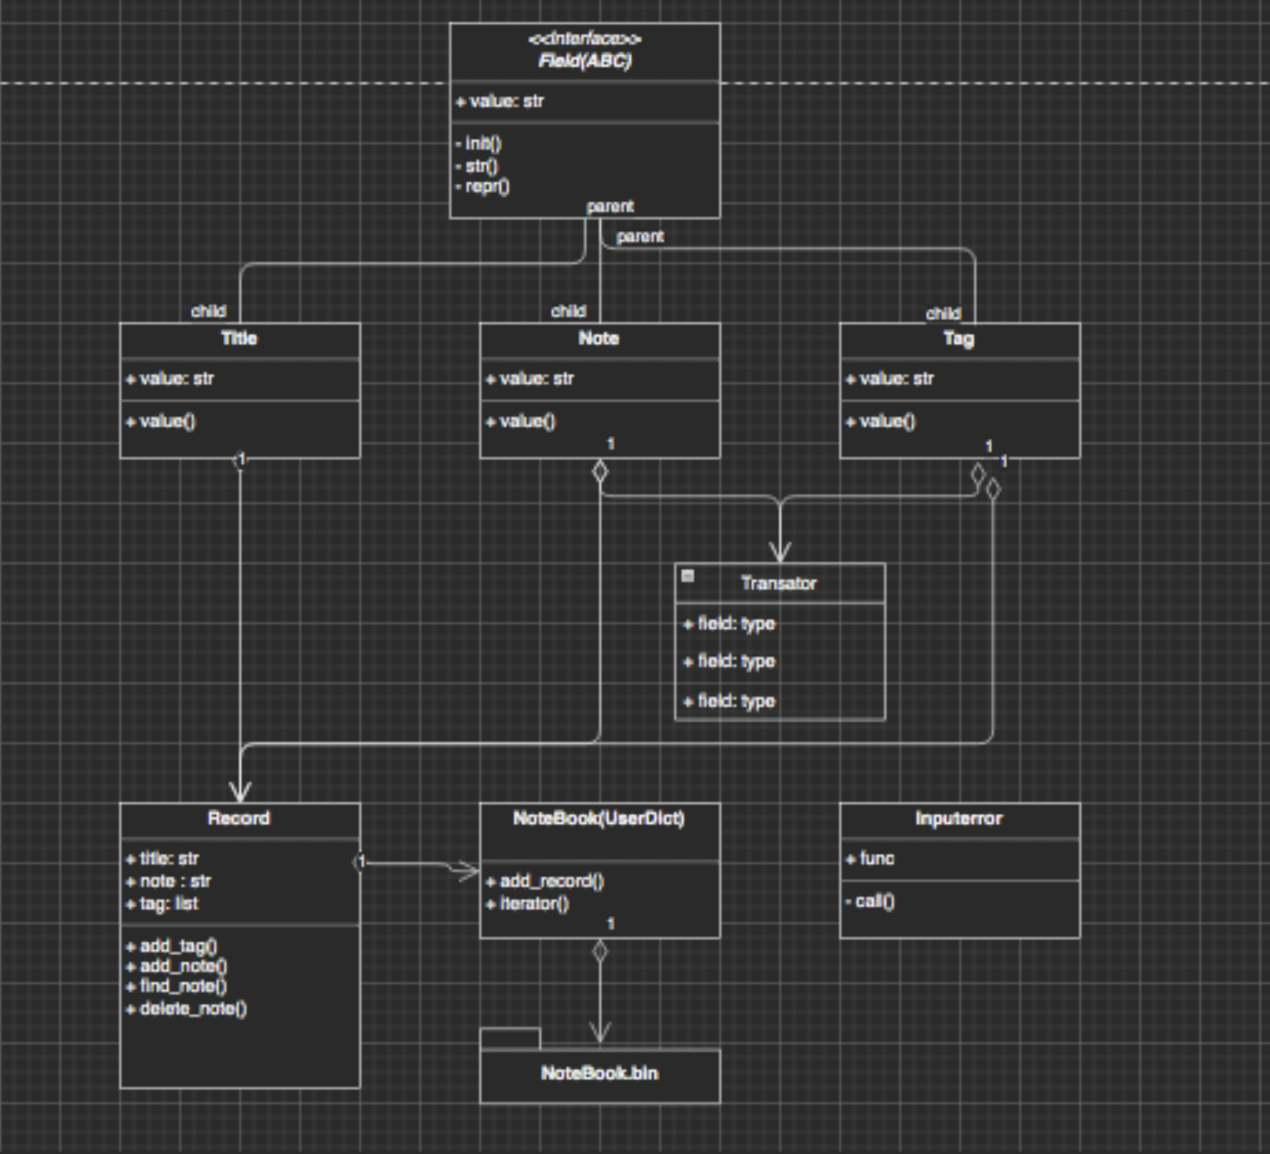 <<Interface>>
Field(ABC)
+ value: str
- init()
- str()
- repr()
parent
parent
child
child
child
Title
+ value: str
+ value()
1
Note
+ value: str
+ value()
1
Tag
+ value: str
+ value()
1
1
Transator
+ field: type
+ field: type
+ field: type
Record
+ title: str
+ note : str
+ tag: list
+ add_tag()
+ add_note()
+ find_note()
+ delete_note()
1
NoteBook(UserDict)
+ add_record()
+ iterator()
1
Inputerror
+ func
- call()
NoteBook.bin